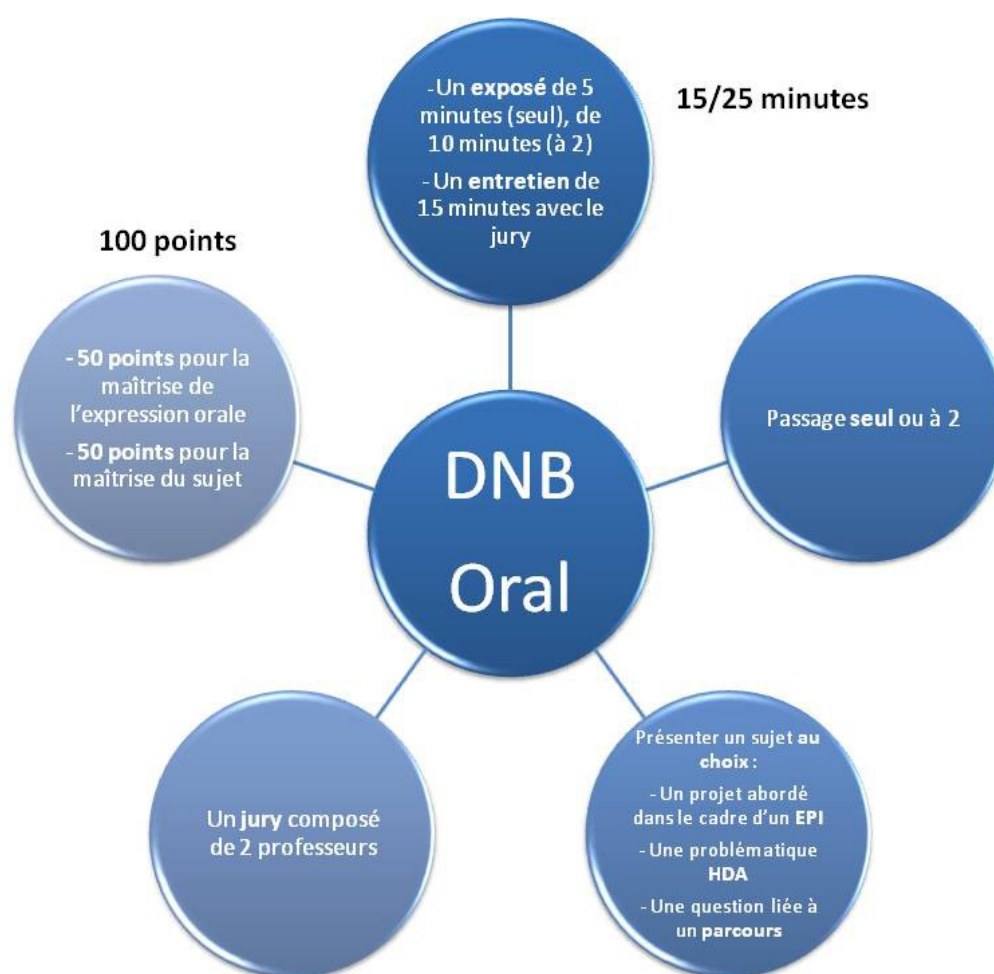 - Un exposé de 5
minutes (seul), de
10 minutes (à 2)
- Un entretien de
15 minutes avec le
jury
15/25 minutes
100 points
- 50 points pour la
maîtrise de
l'expression orale
- 50 points pour la
maîtrise du sujet
Passage seul ou à 2
DNB
Oral
Un jury composé
de 2 professeurs
Présenter un sujet au
choix :
- Un projet abordé
dans le cadre d'un EPI
- Une problématique
HDA
- Une question liée à
un parcours